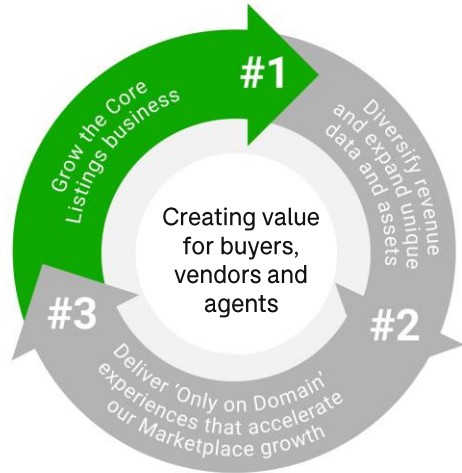 #1
Grow the Core
Listings business
#2
Diversify revenue
and expand unique
data and assets
#3
Deliver ‘Only on Domain’
experiences that accelerate
our Marketplace growth
Creating value
for buyers,
vendors and
agents